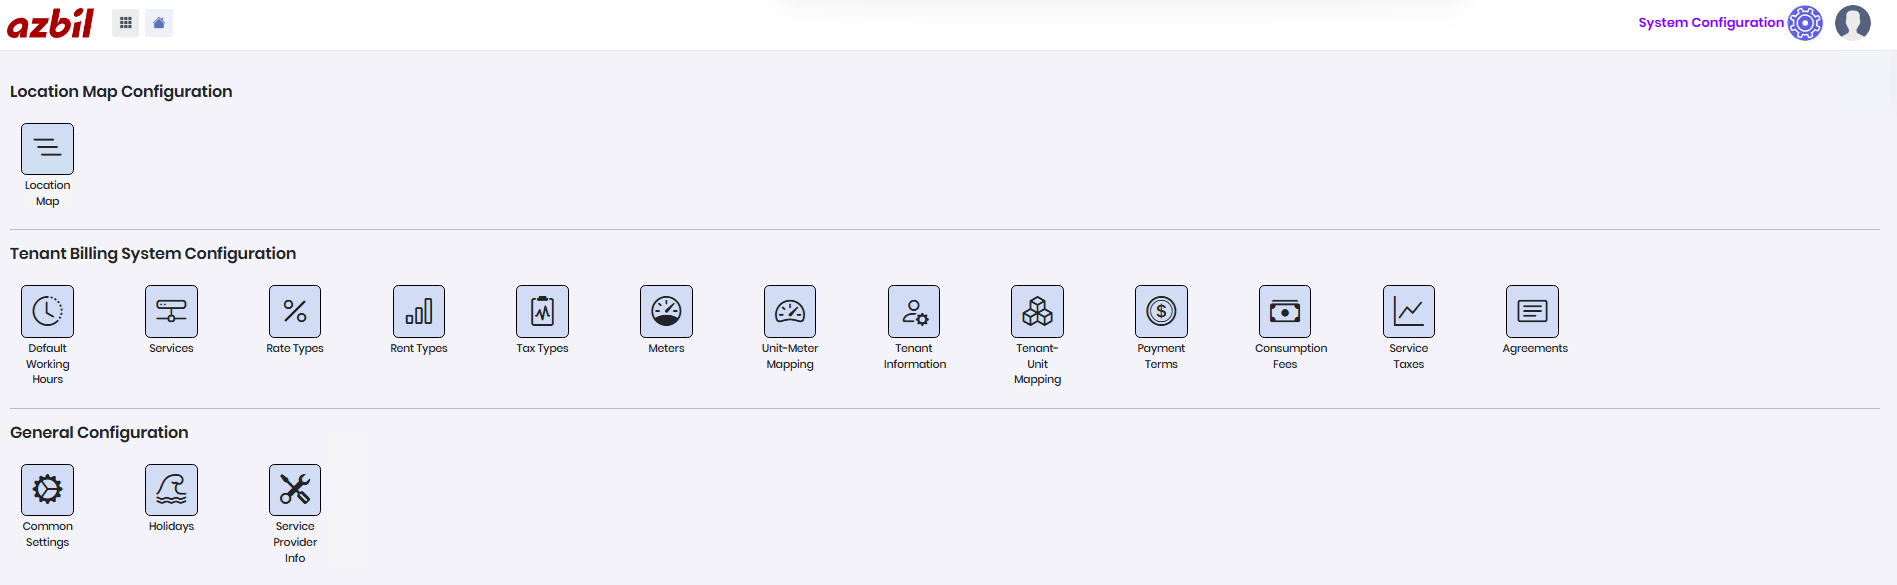 azbil
System Configuration
Location Map Configuration
Location
Map
Tenant Billing System Configuration
Default
Working
Hours
Services
Rate Types
Rent Types
Tax Types
Meters
Unit-Meter
Mapping
Tenant
Information
Tenant-
Unit
Mapping
Payment
Terms
Consumption
Fees
Service
Taxes
Agreements
General Configuration
Common
Settings
Holidays
Service
Provider
Info